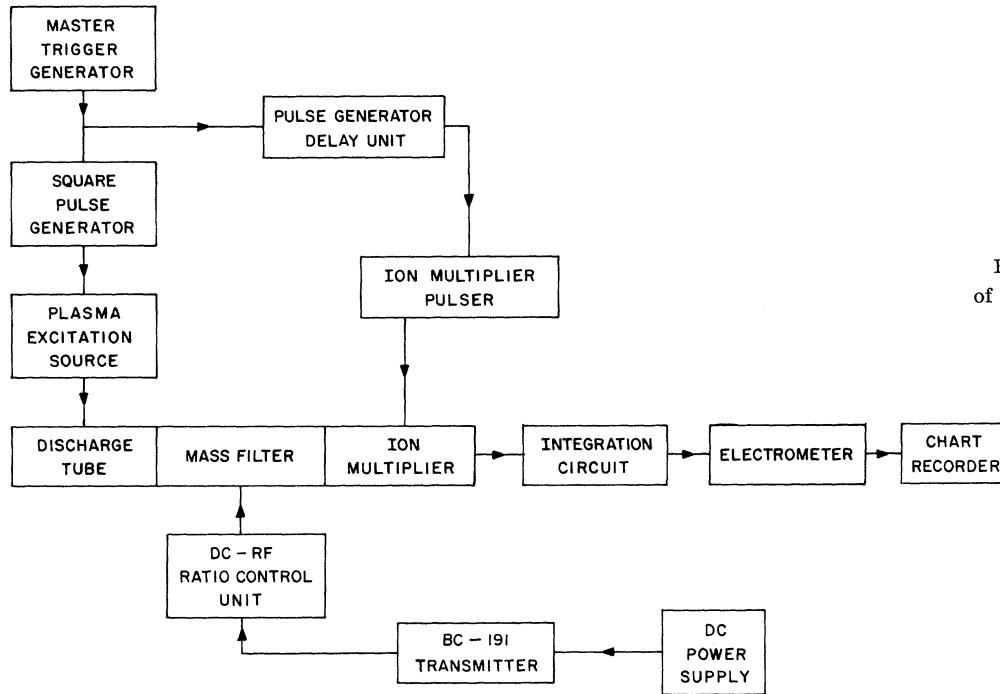 MASTER
TRIGGER
GENERATOR
PULSE GENERATOR
DELAY UNIT
SQUARE
PULSE
GENERATOR
ION MULTIPLIER
PULSER
of
PLASMA
EXCITATION
SOURCE
DISCHARGE
TUBE
MASS FILTER
ION
MULTIPLIER
INTEGRATION
CIRCUIT
ELECTROMETER
CHART
RECORDER
DC-RF
RATIO CONTROL
UNIT
BC-191
TRANSMITTER
DC
POWER
SUPPLY